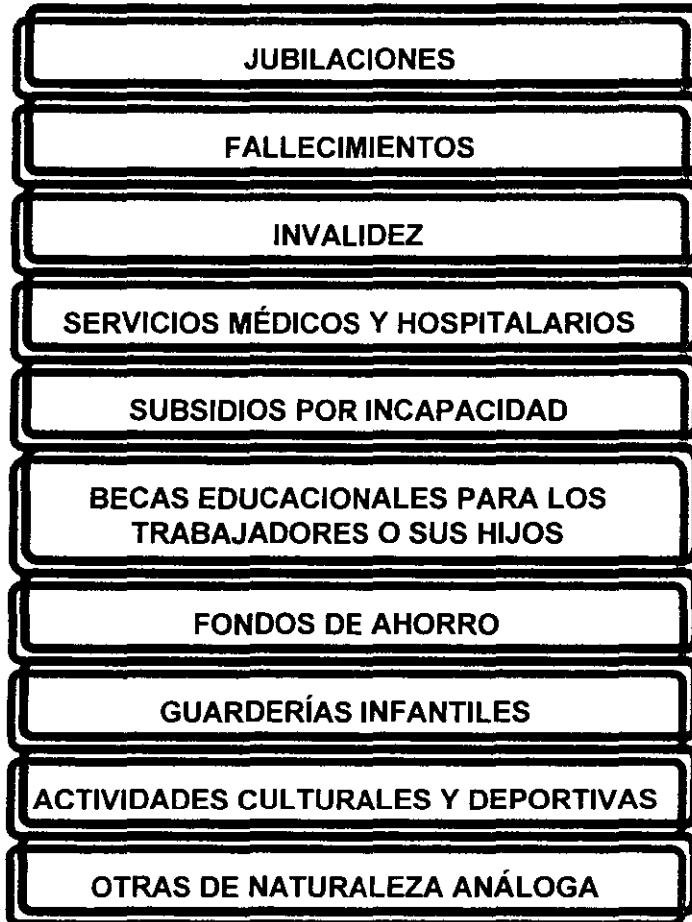 JUBILACIONES
FALLECIMIENTOS
INVALIDEZ
SERVICIOS MÉDICOS Y HOSPITALARIOS
SUBSIDIOS POR INCAPACIDAD
BECAS EDUCACIONALES PARA LOS
TRABAJADORES O SUS HIJOS
FONDOS DE AHORRO
GUARDERÍAS INFANTILES
ACTIVIDADES CULTURALES Y DEPORTIVAS
OTRAS DE NATURALEZA ANÁLOGA